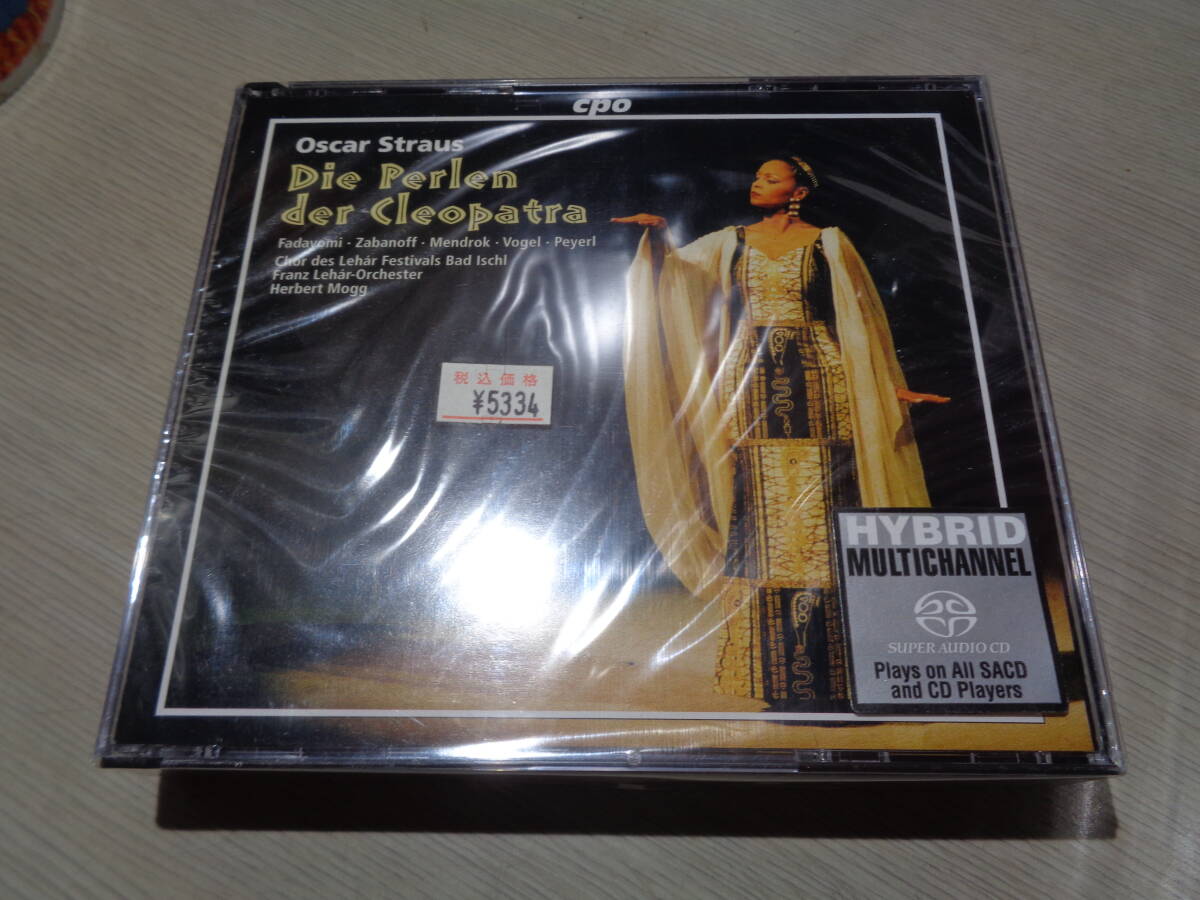 cpo
Oscar Straus
Die Perlen
der Cleopatra
Fadayomi · Zabanoff · Mendrok · Vogel · Peyerl
Chor des Lehár Festivals Bad Ischl
Franz Lehár-Orchester
Herbert Mogg
税込価格
¥5334
HYBRID
MULTICHANNEL
SUPER AUDIO CD
Plays on All SACD
and CD Players